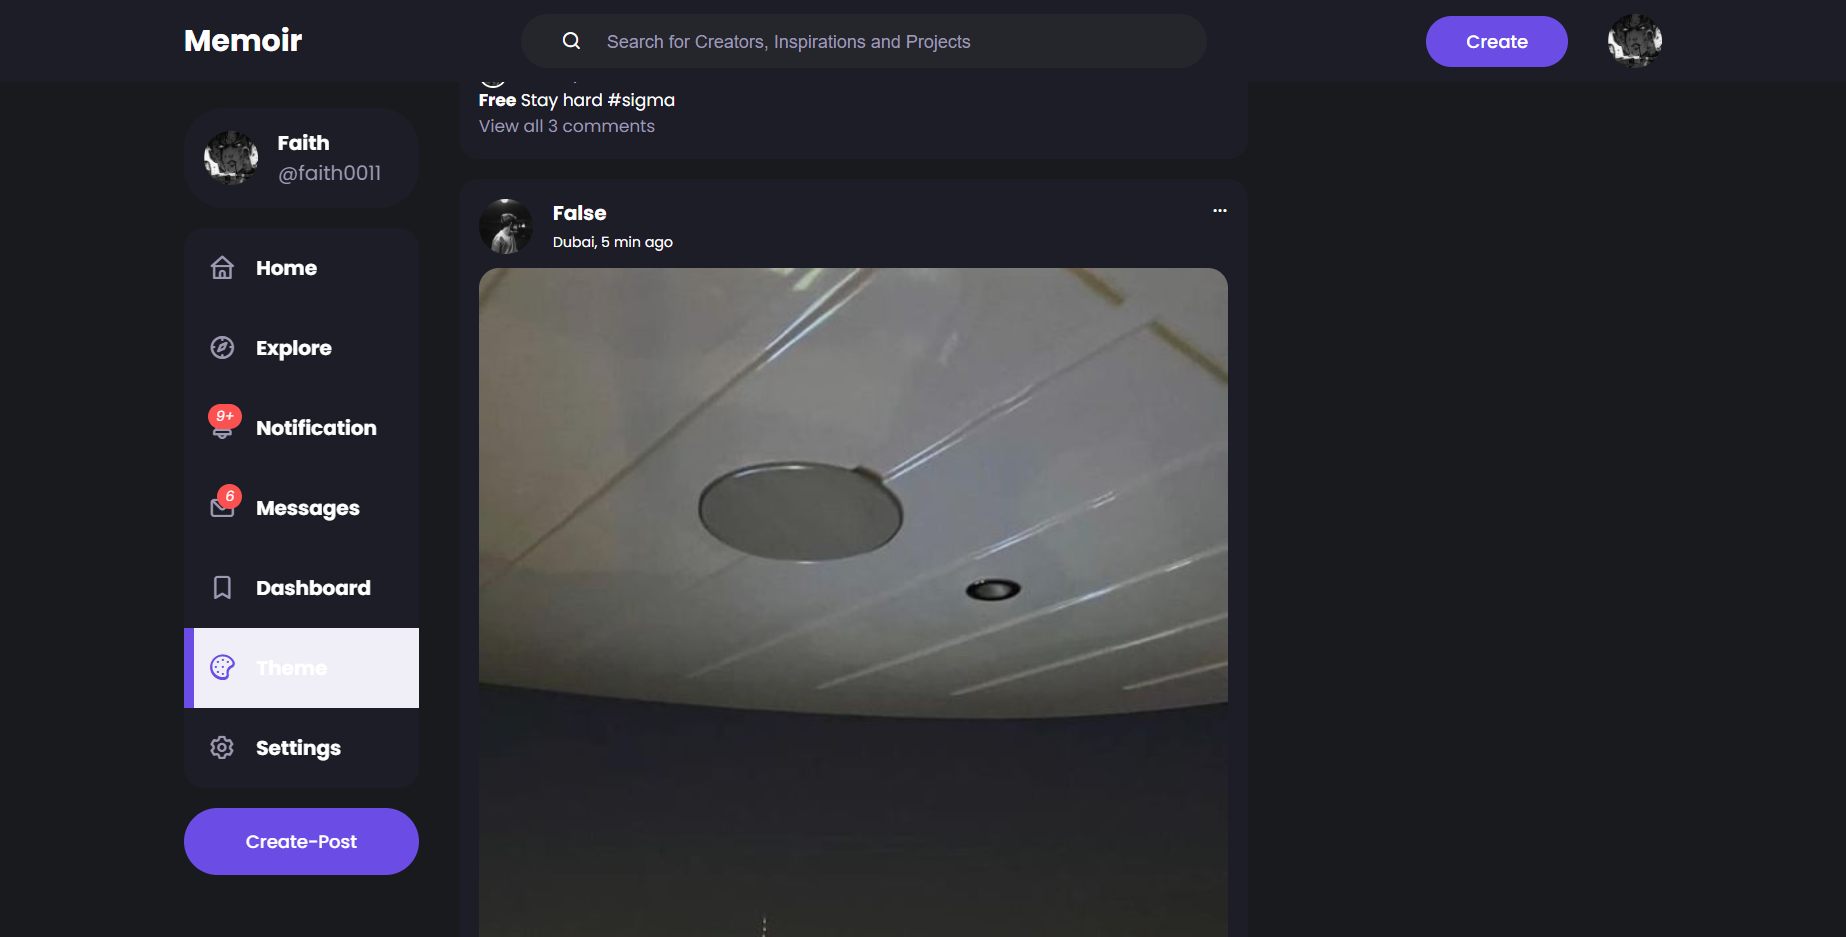 Memoir
Search for Creators, Inspirations and Projects
Create
Faith
@faith0011
Home
Explore
9+
Notification
6
Messages
Dashboard
Theme
Settings
Create-Post
Free Stay hard #sigma
View all 3 comments
False
Dubai, 5 min ago